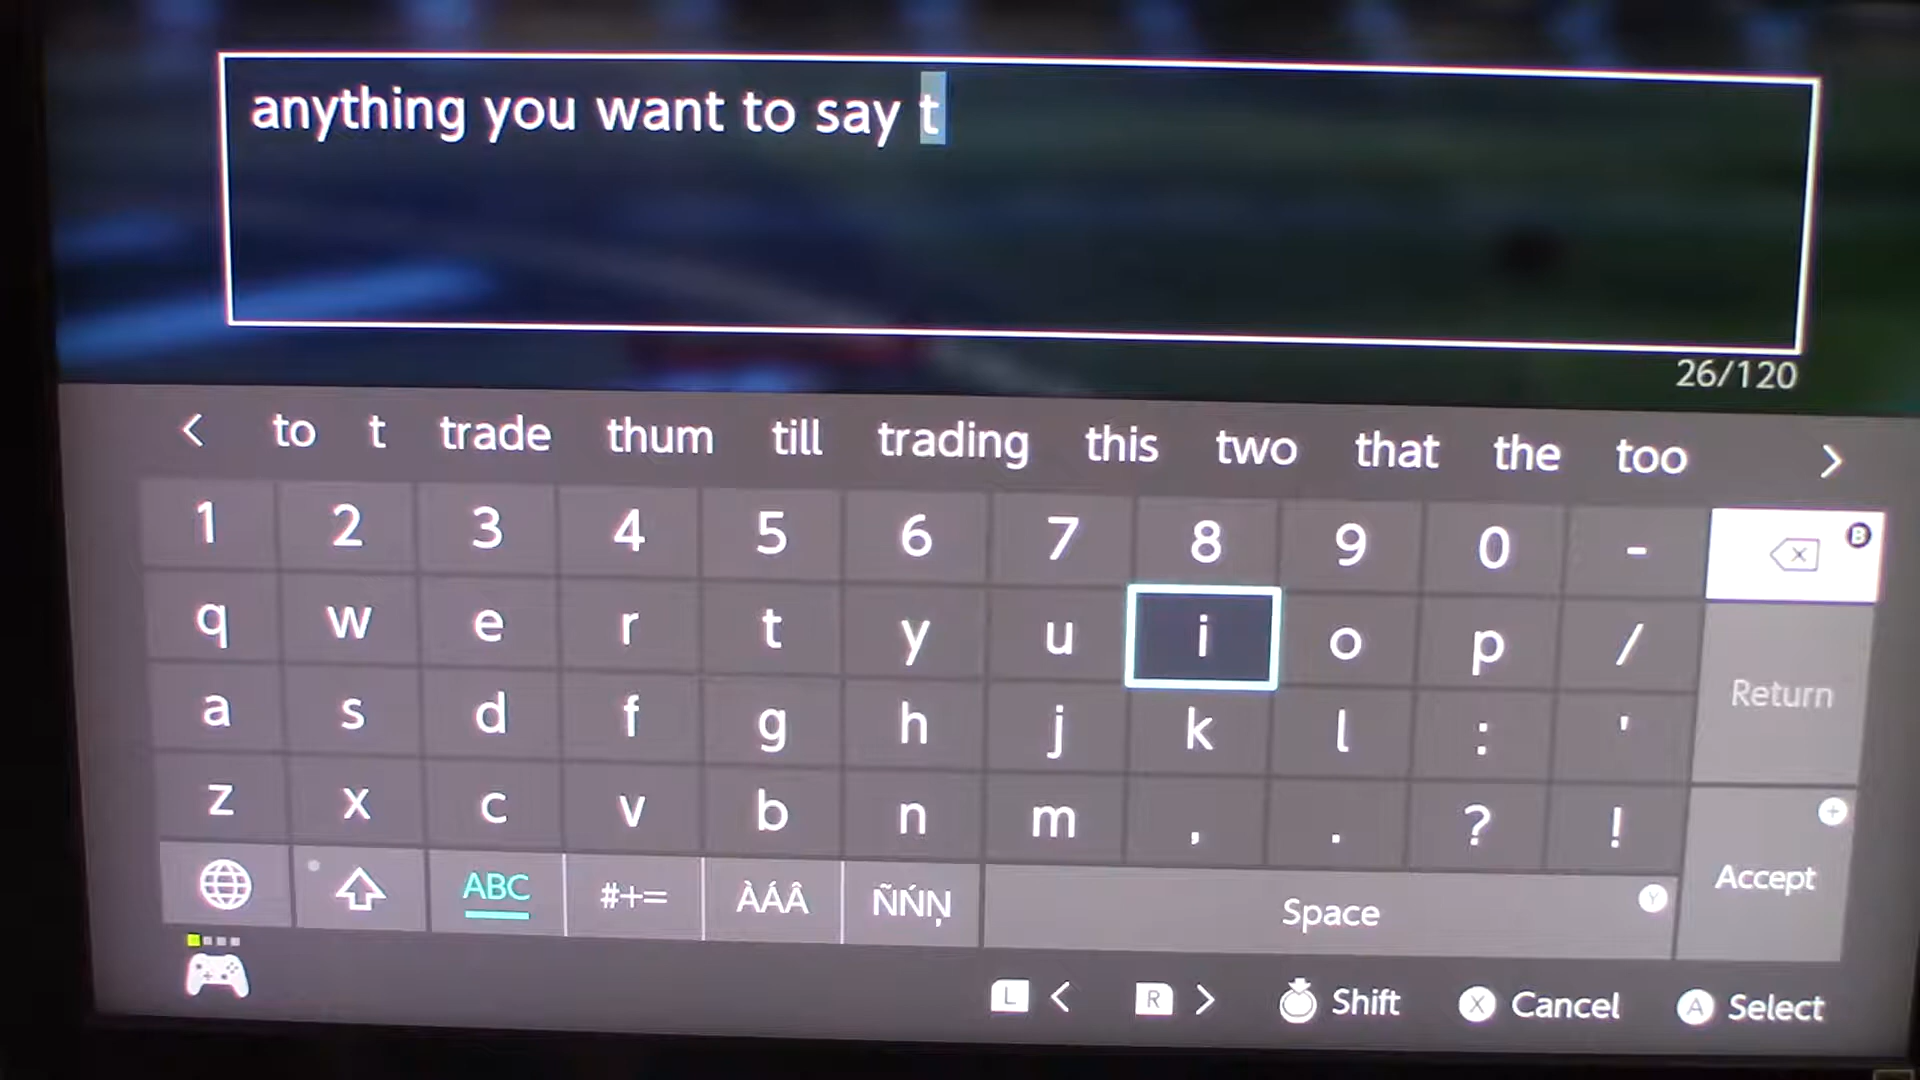 anything you want to say t
26/120
< to t trade thum till trading this two that the too >
1 2 3 4 5 6 7 8 9 0 - B
q w e r t y u i o p /
Return
a s d f g h j k l : '
z x c v b n m , . ? ! +
Accept
ABC #+= ÀÁÂ ÑŃŅ Space Y
L < R > Shift X Cancel A Select